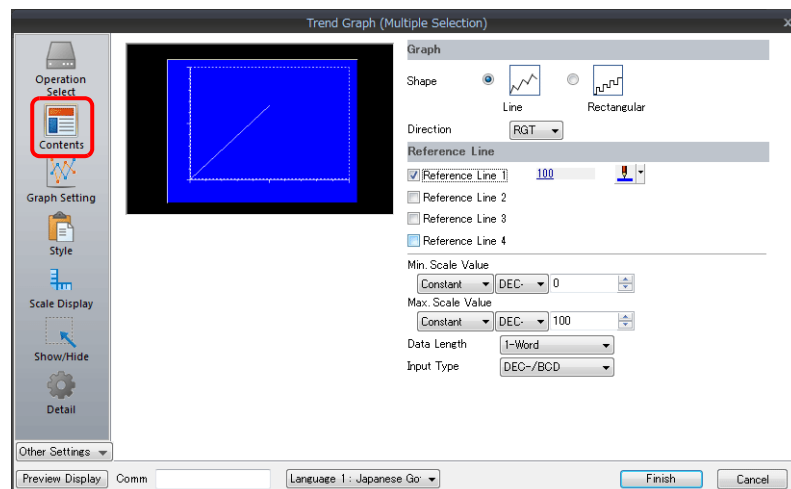 Trend Graph (Multiple Selection)
x
Operation
Select
Contents
Graph Setting
Style
Scale Display
Show/Hide
Detail
Other Settings
Graph
Shape
Line
Rectangular
Direction
RGT
Reference Line
Reference Line 1
100
Reference Line 2
Reference Line 3
Reference Line 4
Min. Scale Value
Constant DEC- 0
Max. Scale Value
Constant DEC- 100
Data Length 1-Word
Input Type DEC-/BCD
Preview Display Comm Language 1 : Japanese Go Finish Cancel